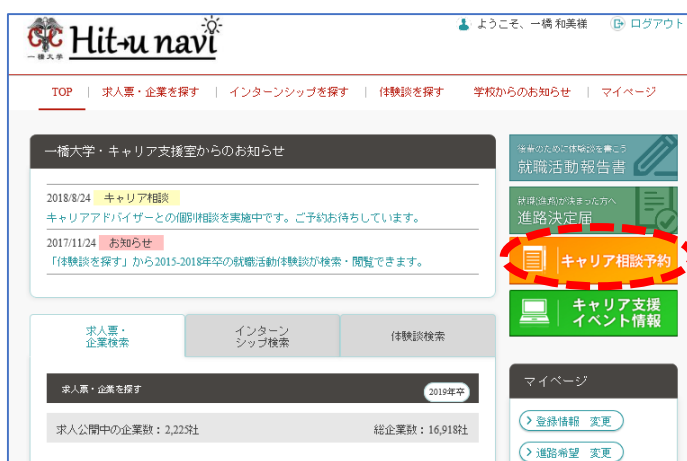 一橋大学
Hit-u navi
ようこそ、一橋 和美様 ログアウト
TOP | 求人票・企業を探す | インターンシップを探す | 体験談を探す 学校からのお知らせ | マイページ
一橋大学・キャリア支援室からのお知らせ
2018/8/24 キャリア相談
キャリアアドバイザーとの個別相談を実施中です。ご予約お待ちしています。
2017/11/24 お知らせ
「体験談を探す」から2015-2018年卒の就職活動体験談が検索・閲覧できます。
後輩のために体験談を書こう
就職活動報告書
就職(進路)が決まった方へ
進路決定届
キャリア相談予約
キャリア支援
イベント情報
求人票・
企業検索
インターン
シップ検索
体験談検索
求人票・企業を探す 2019年卒
求人公開中の企業数:2,225社 総企業数:16,918社
マイページ
登録情報 変更
進路希望 変更